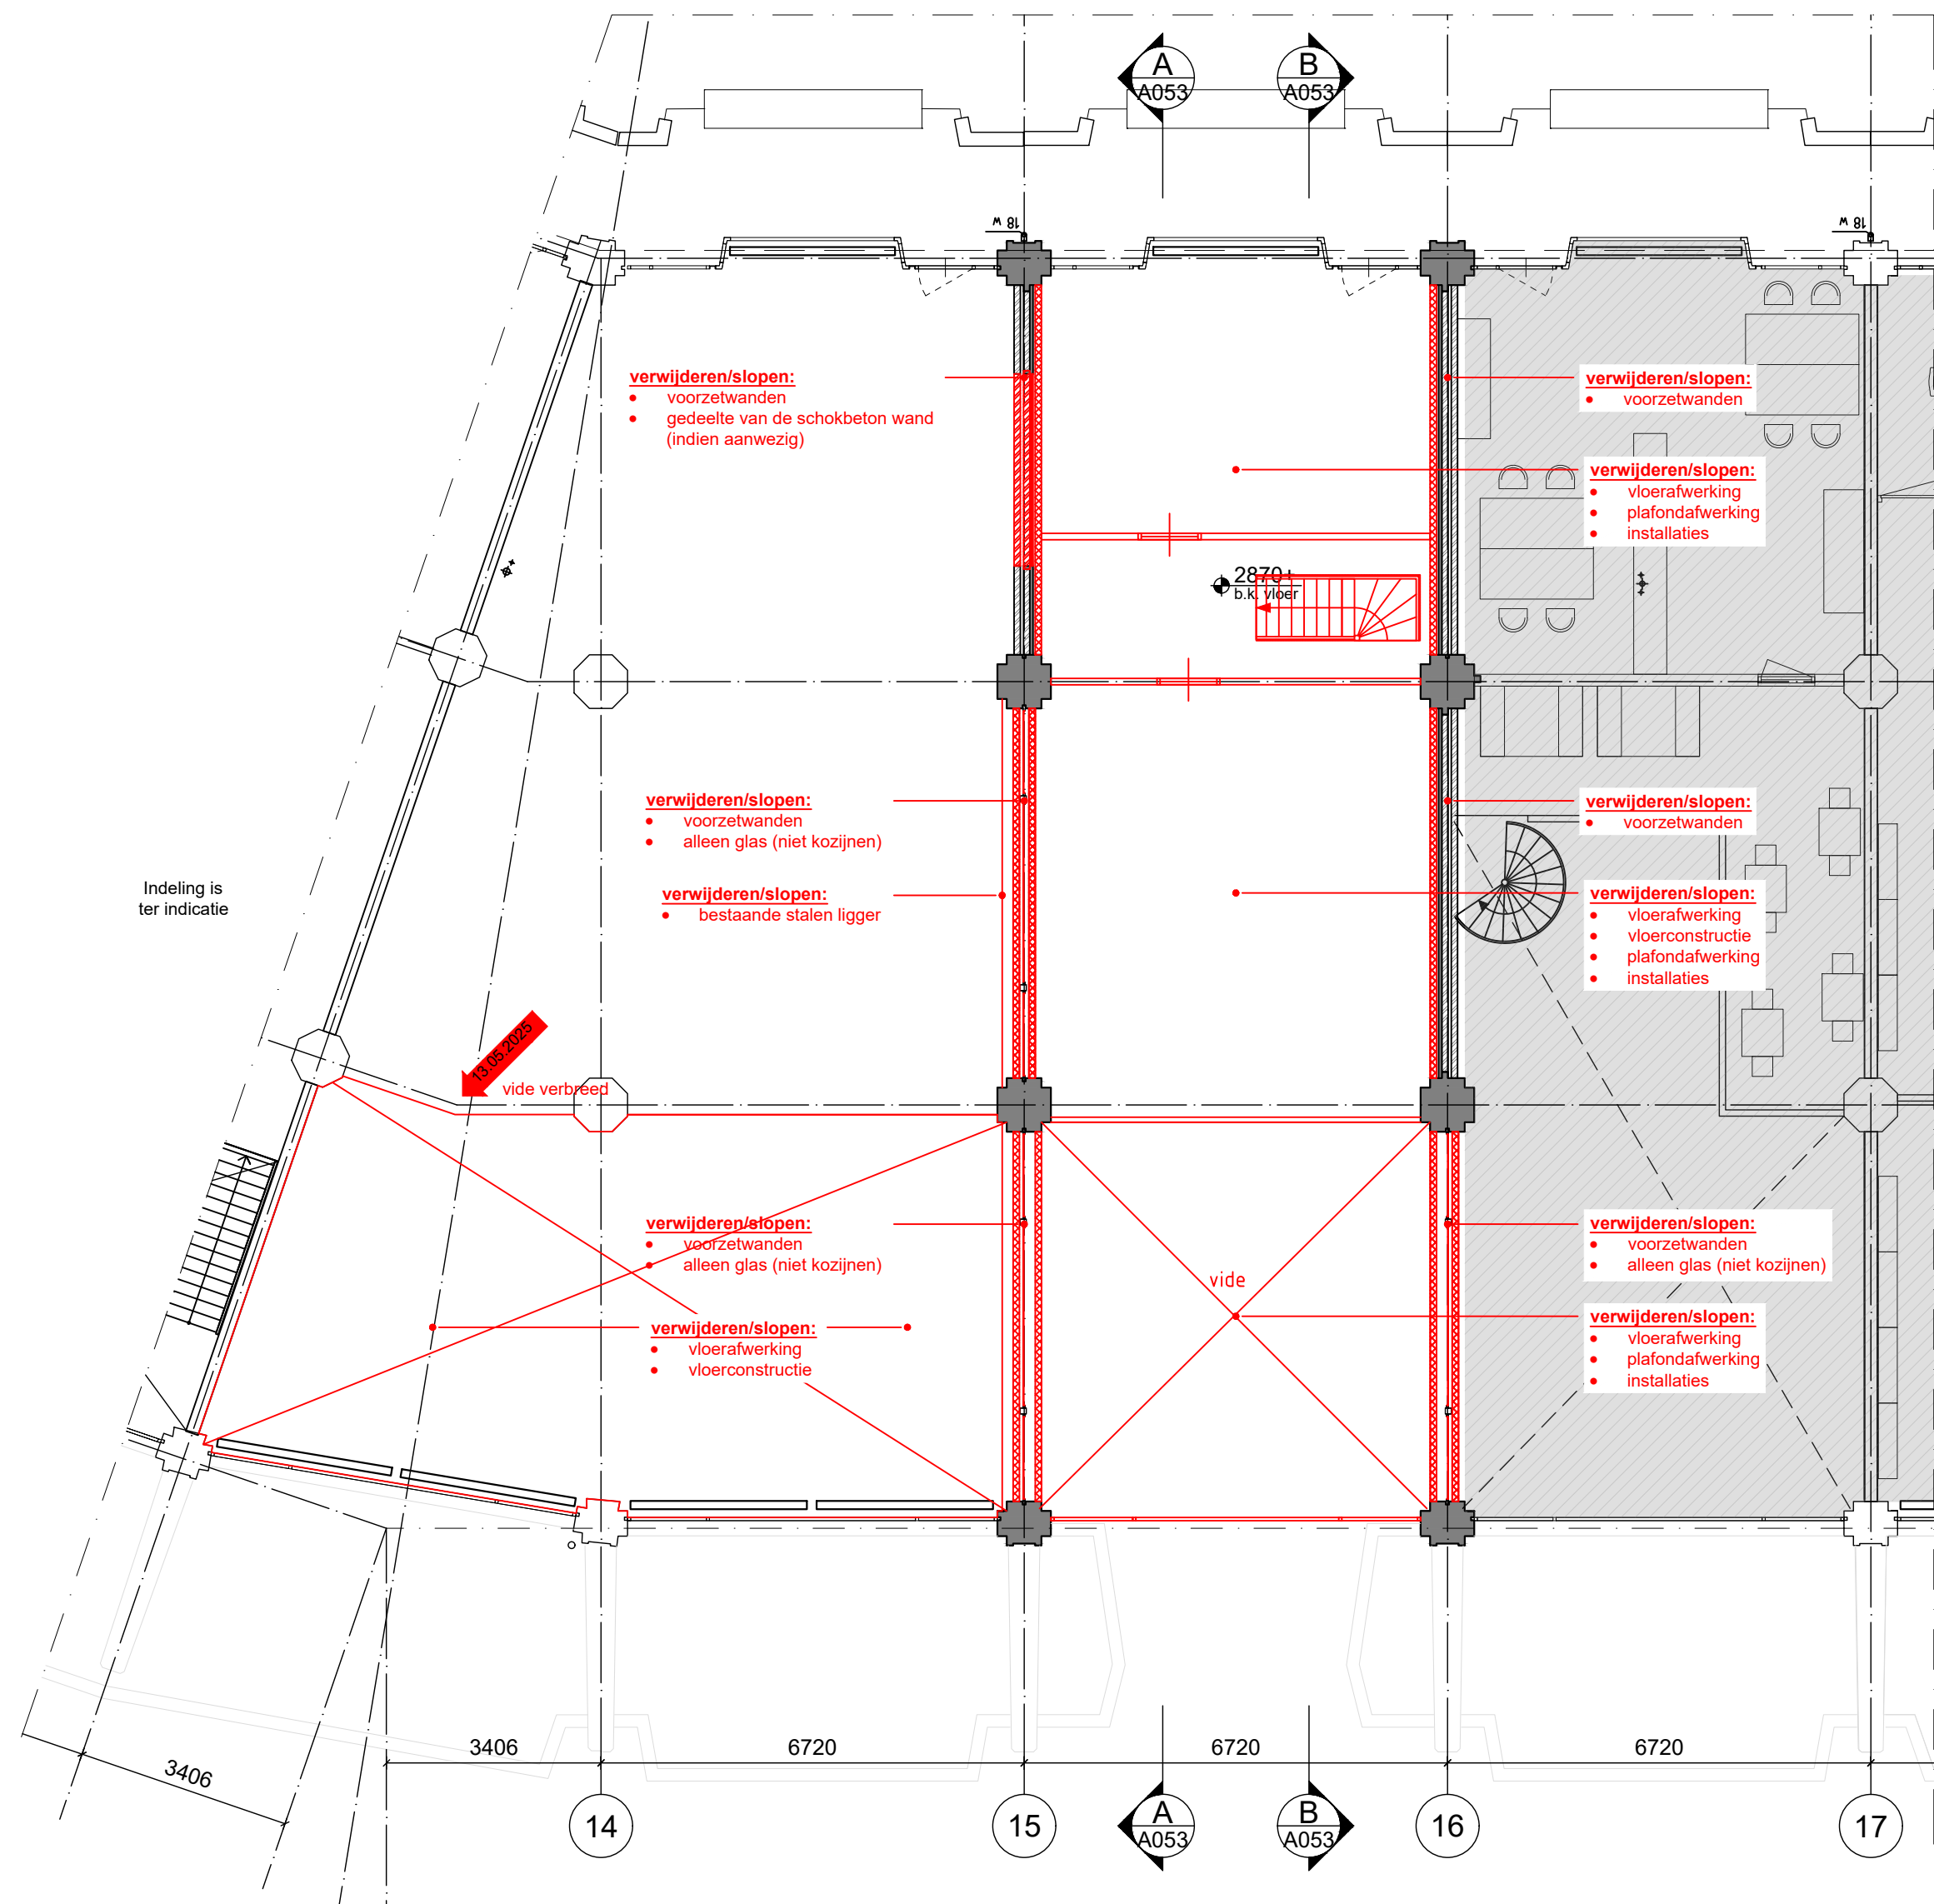 A
A053
B
A053
18 w
18 w
verwijderen/slopen:
• voorzetwanden
• gedeelte van de schokbeton wand
(indien aanwezig)
verwijderen/slopen:
• voorzetwanden
verwijderen/slopen:
• vloerafwerking
• plafondafwerking
• installaties
2870+
b.k. vloer
verwijderen/slopen:
• voorzetwanden
• alleen glas (niet kozijnen)
verwijderen/slopen:
• voorzetwanden
Indeling is
ter indicatie
verwijderen/slopen:
• bestaande stalen ligger
verwijderen/slopen:
• vloerafwerking
• vloerconstructie
• plafondafwerking
• installaties
13.05.2025
vide verbreed
verwijderen/slopen:
• voorzetwanden
• alleen glas (niet kozijnen)
verwijderen/slopen:
• voorzetwanden
• alleen glas (niet kozijnen)
vide
verwijderen/slopen:
• vloerafwerking
• vloerconstructie
verwijderen/slopen:
• vloerafwerking
• plafondafwerking
• installaties
3406
3406
6720
6720
6720
14
15
A
A053
B
A053
16
17